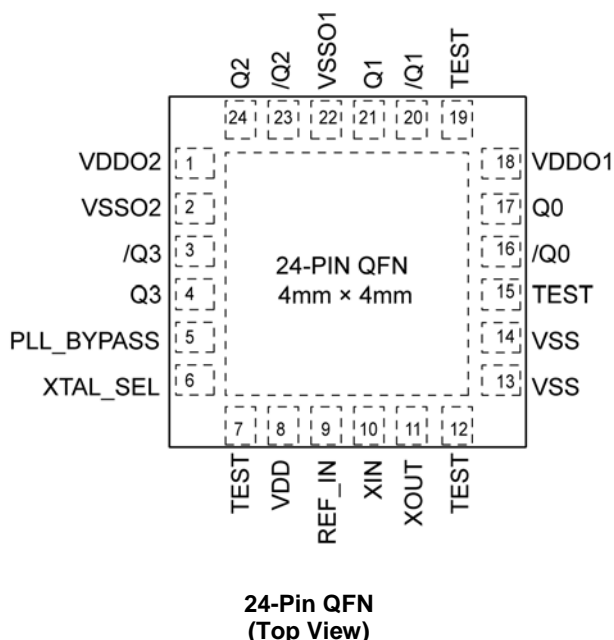 Q2
/Q2
VSSO1
Q1
/Q1
TEST
24
23
22
21
20
19
VDDO2
1
18
VDDO1
VSSO2
2
17
Q0
/Q3
3
16
/Q0
Q3
4
15
TEST
PLL_BYPASS
5
14
VSS
XTAL_SEL
6
13
VSS
24-PIN QFN
4mm × 4mm
7
8
9
10
11
12
TEST
VDD
REF_IN
XIN
XOUT
TEST
24-Pin QFN
(Top View)